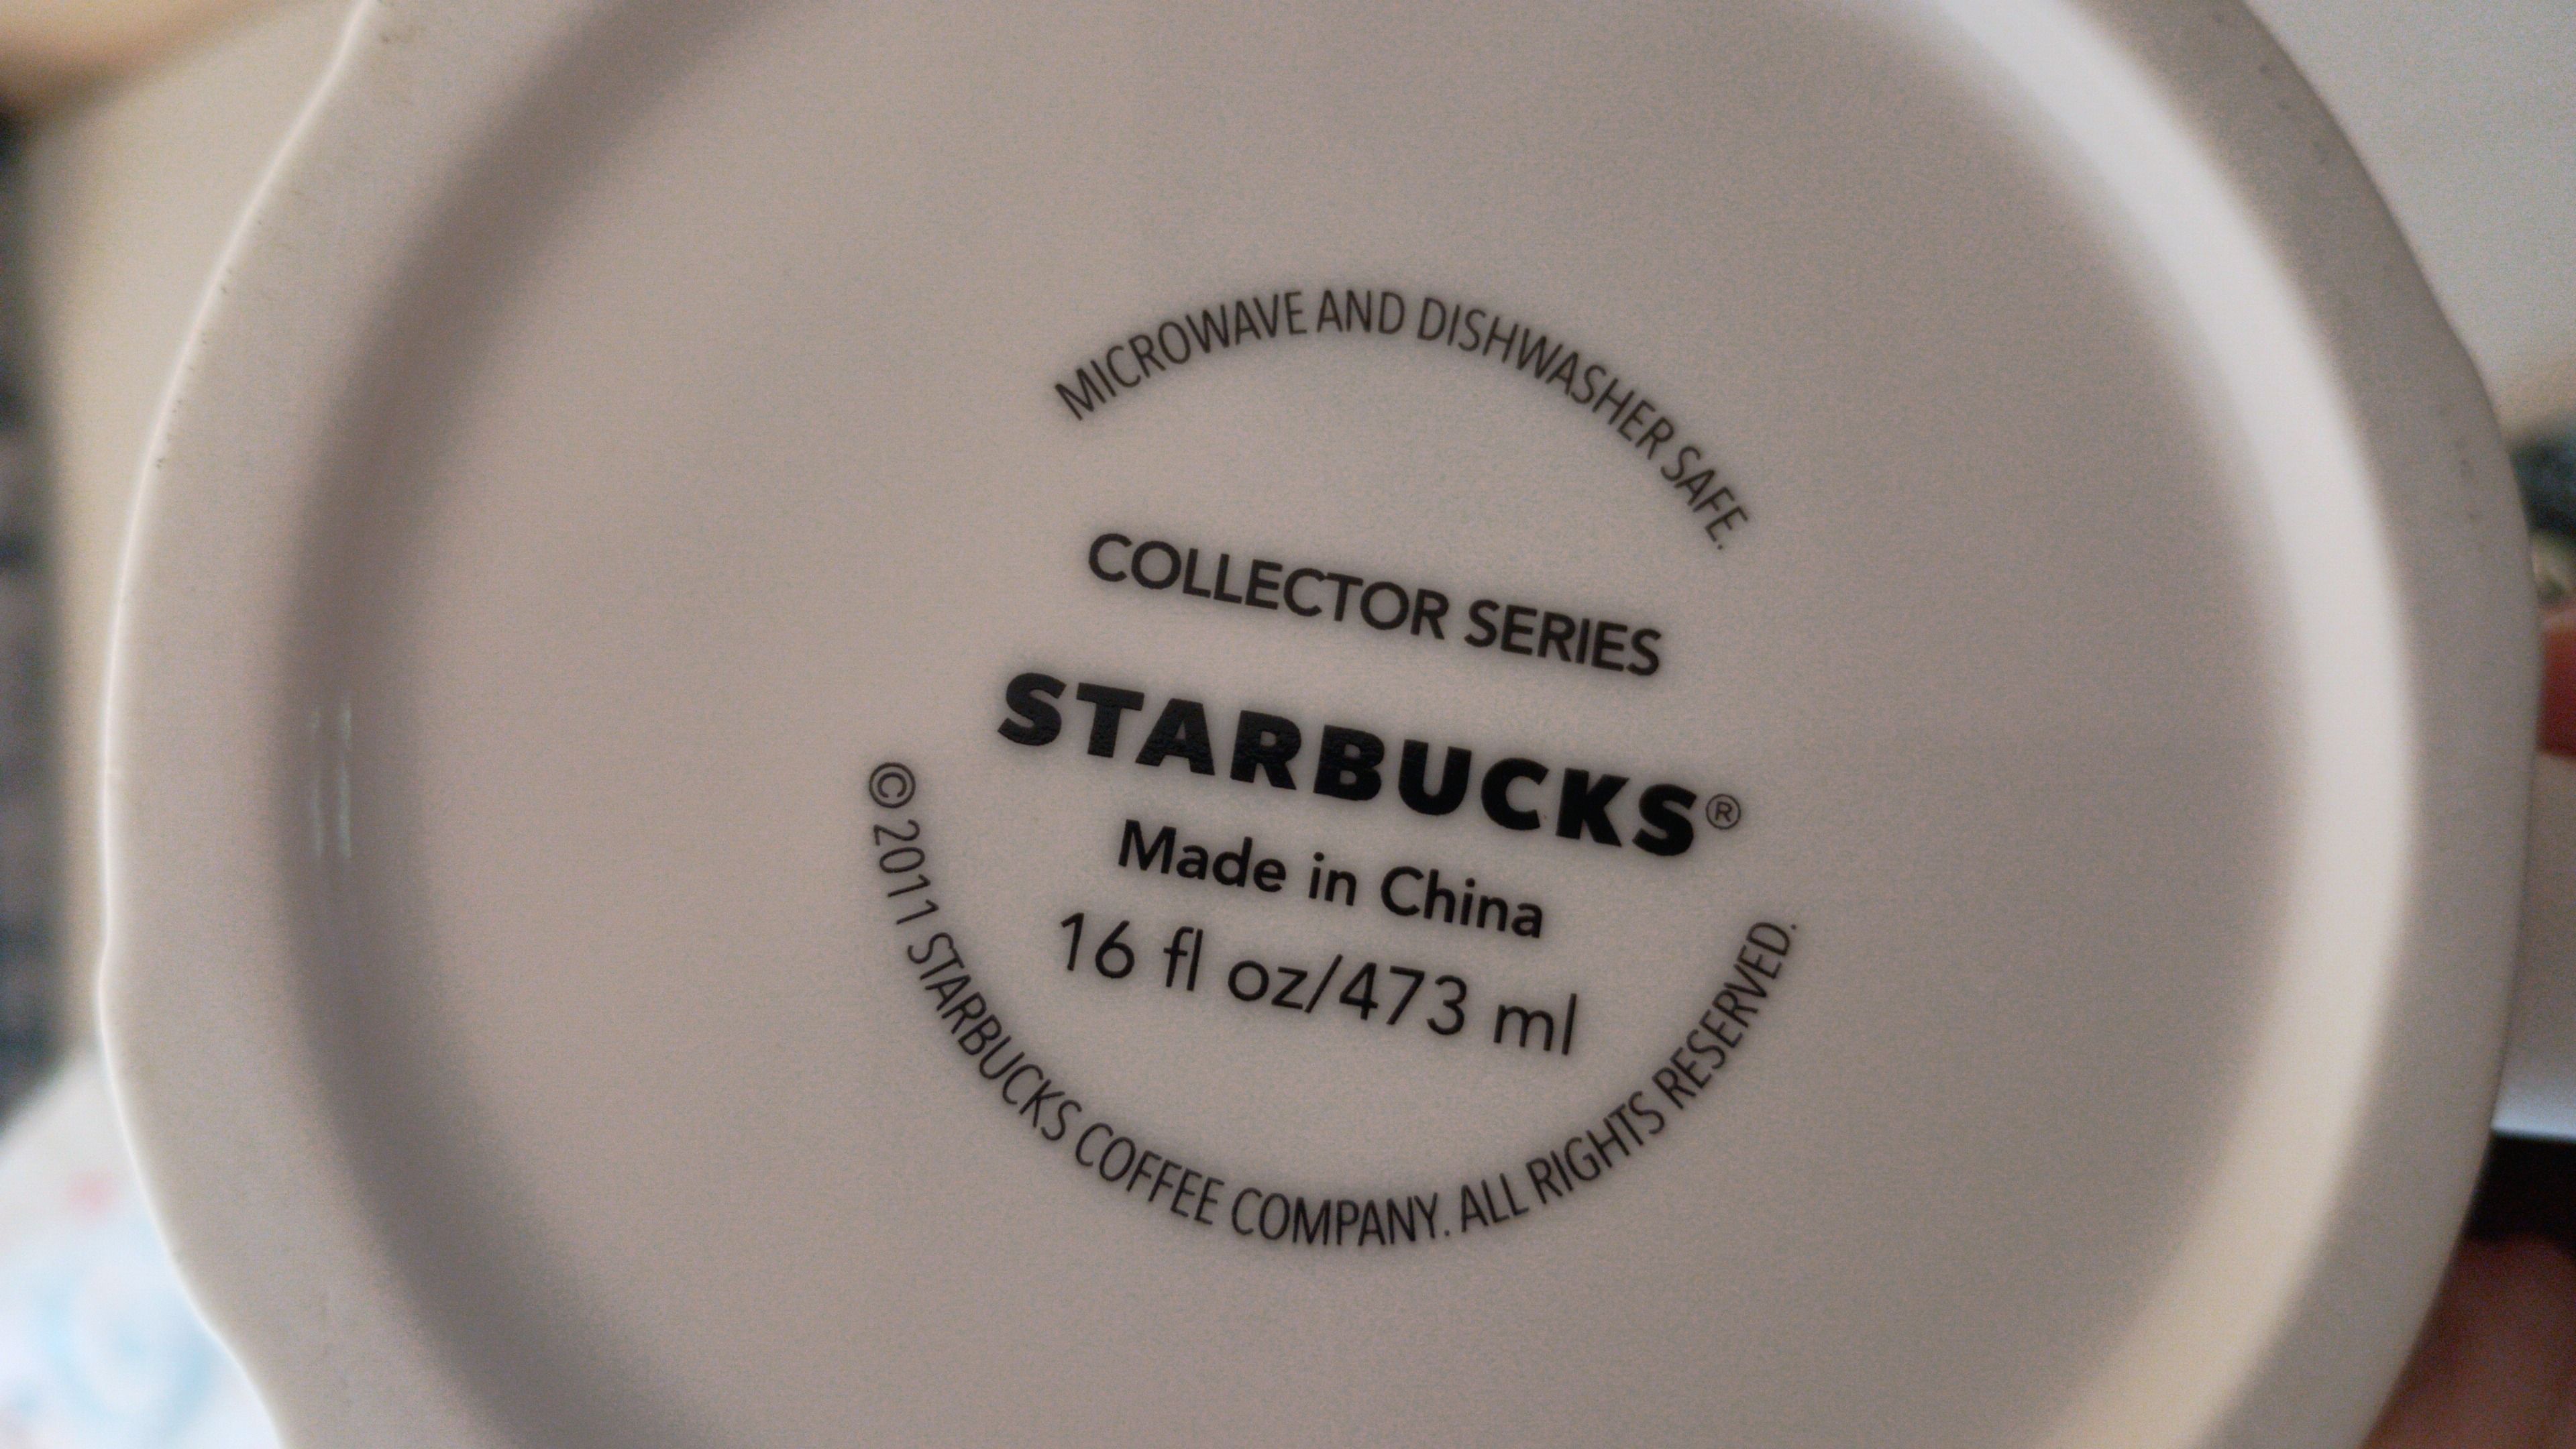 MICROWAVE AND DISHWASHER SAFE.
COLLECTOR SERIES
STARBUCKS®
Made in China
16 fl oz/473 ml
© 2011 STARBUCKS COFFEE COMPANY. ALL RIGHTS RESERVED.